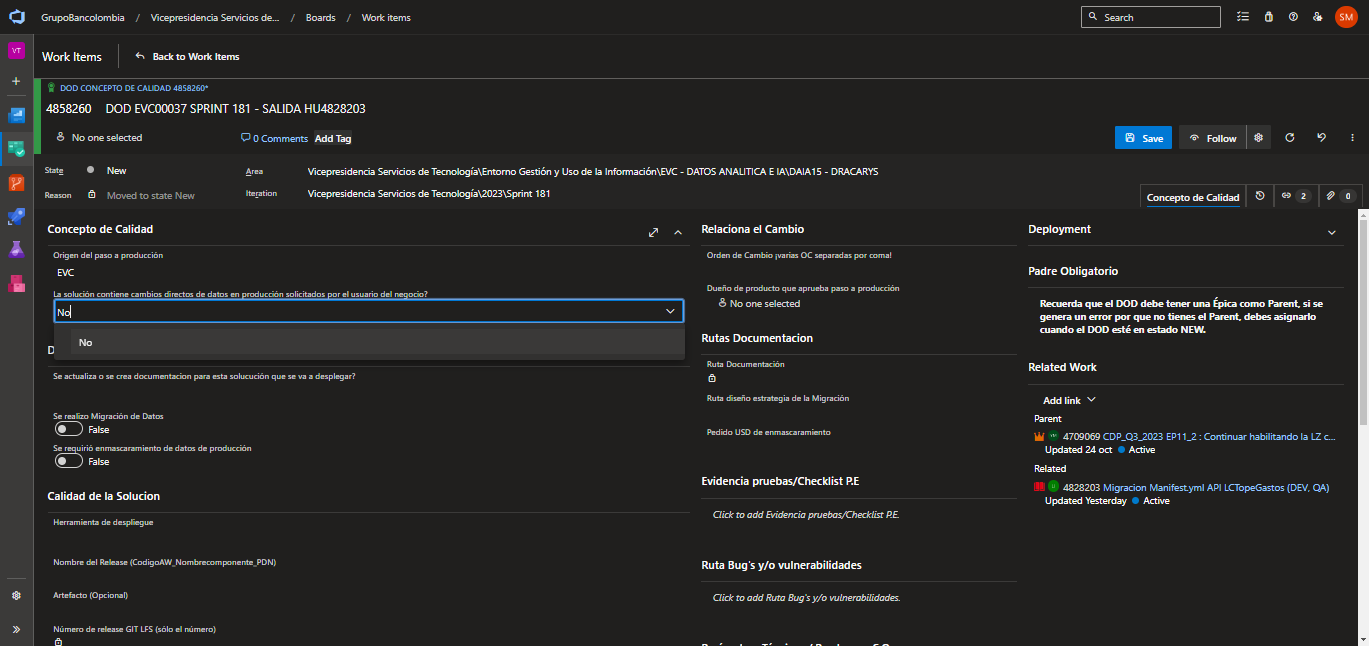 GrupoBancolombia / Vicepresidencia Servicios de... / Boards / Work items
Search
SM
VT
Work Items
Back to Work Items
DOD CONCEPTO DE CALIDAD 4858260*
4858260 DOD EVC00037 SPRINT 181 - SALIDA HU4828203
No one selected
0 Comments
Add Tag
Save
Follow
State
New
Area
Vicepresidencia Servicios de Tecnología\Entorno Gestión y Uso de la Información\EVC - DATOS ANALITICA E IA\DAIA15 - DRACARYS
Reason
Moved to state New
Iteration
Vicepresidencia Servicios de Tecnología\2023\Sprint 181
Concepto de Calidad
2
0
Concepto de Calidad
Origen del paso a producción
EVC
La solución contiene cambios directos de datos en producción solicitados por el usuario del negocio?
No
No
D
Se actualiza o se crea documentacion para esta solucución que se va a desplegar?
Se realizo Migración de Datos
False
Se requirió enmascaramiento de datos de producción
False
Calidad de la Solucion
Herramienta de despliegue
Nombre del Release (CodigoAW_Nombrecomponente_PDN)
Artefacto (Opcional)
Número de release GIT LFS (sólo el número)
Relaciona el Cambio
Orden de Cambio ¡varias OC separadas por coma!
Dueño de producto que aprueba paso a producción
No one selected
Rutas Documentacion
Ruta Documentación
Ruta diseño estrategia de la Migración
Pedido USD de enmascaramiento
Evidencia pruebas/Checklist P.E
Click to add Evidencia pruebas/Checklist P.E.
Ruta Bug's y/o vulnerabilidades
Click to add Ruta Bug's y/o vulnerabilidades.
Deployment
Padre Obligatorio
Recuerda que el DOD debe tener una Épica como Parent, si se
genera un error por que no tienes el Parent, debes asignarlo
cuando el DOD esté en estado NEW.
Related Work
Add link
Parent
4709069 CDP_Q3_2023 EP11_2 : Continuar habilitando la LZ c...
Updated 24 oct Active
Related
4828203 Migracion Manifest.yml API LCTopeGastos (DEV, QA)
Updated Yesterday Active